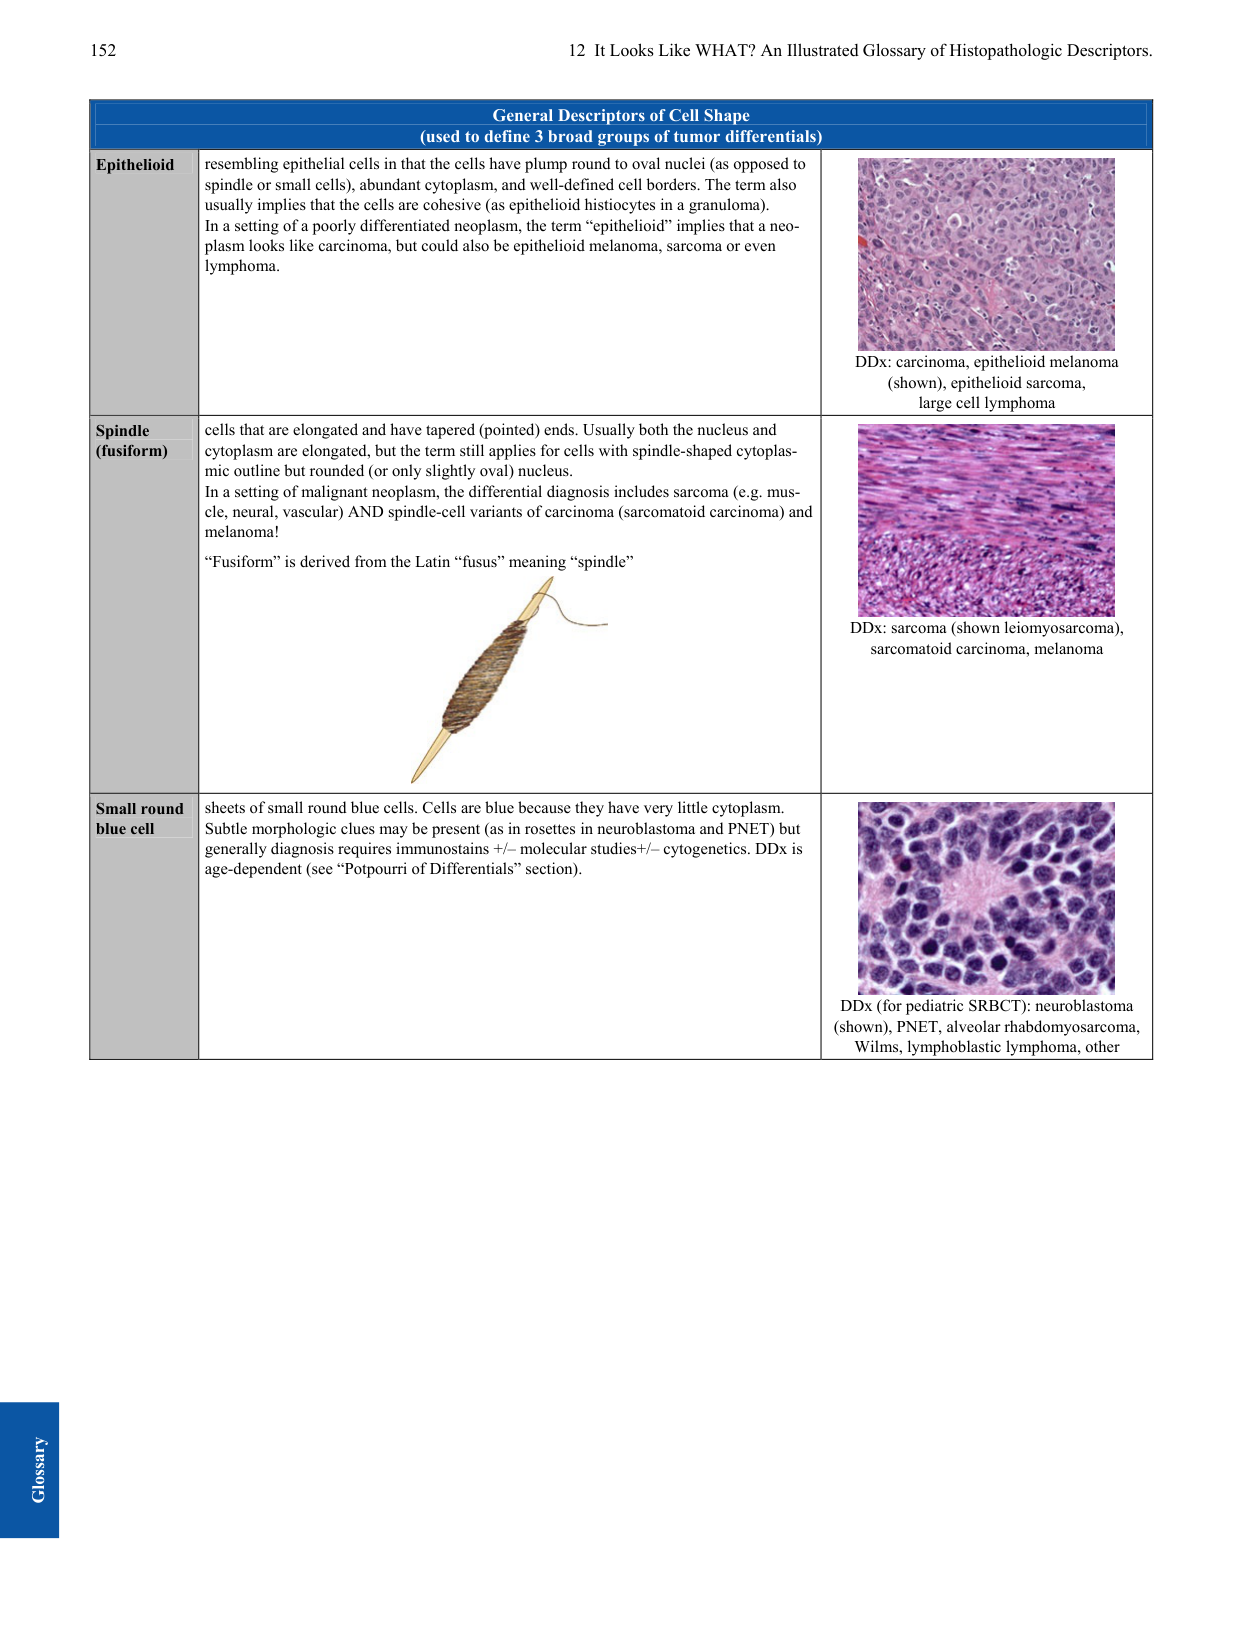 152
12 It Looks Like WHAT? An Illustrated Glossary of Histopathologic Descriptors.
General Descriptors of Cell Shape
(used to define 3 broad groups of tumor differentials)
Epithelioid
resembling epithelial cells in that the cells have plump round to oval nuclei (as opposed to
spindle or small cells), abundant cytoplasm, and well-defined cell borders. The term also
usually implies that the cells are cohesive (as epithelioid histiocytes in a granuloma).
In a setting of a poorly differentiated neoplasm, the term “epithelioid” implies that a neo-
plasm looks like carcinoma, but could also be epithelioid melanoma, sarcoma or even
lymphoma.
DDx: carcinoma, epithelioid melanoma
(shown), epithelioid sarcoma,
large cell lymphoma
Spindle
(fusiform)
cells that are elongated and have tapered (pointed) ends. Usually both the nucleus and
cytoplasm are elongated, but the term still applies for cells with spindle-shaped cytoplas-
mic outline but rounded (or only slightly oval) nucleus.
In a setting of malignant neoplasm, the differential diagnosis includes sarcoma (e.g. mus-
cle, neural, vascular) AND spindle-cell variants of carcinoma (sarcomatoid carcinoma) and
melanoma!
“Fusiform” is derived from the Latin “fusus” meaning “spindle”
DDx: sarcoma (shown leiomyosarcoma),
sarcomatoid carcinoma, melanoma
Small round
blue cell
sheets of small round blue cells. Cells are blue because they have very little cytoplasm.
Subtle morphologic clues may be present (as in rosettes in neuroblastoma and PNET) but
generally diagnosis requires immunostains +/– molecular studies+/– cytogenetics. DDx is
age-dependent (see “Potpourri of Differentials” section).
DDx (for pediatric SRBCT): neuroblastoma
(shown), PNET, alveolar rhabdomyosarcoma,
Wilms, lymphoblastic lymphoma, other
Glossary